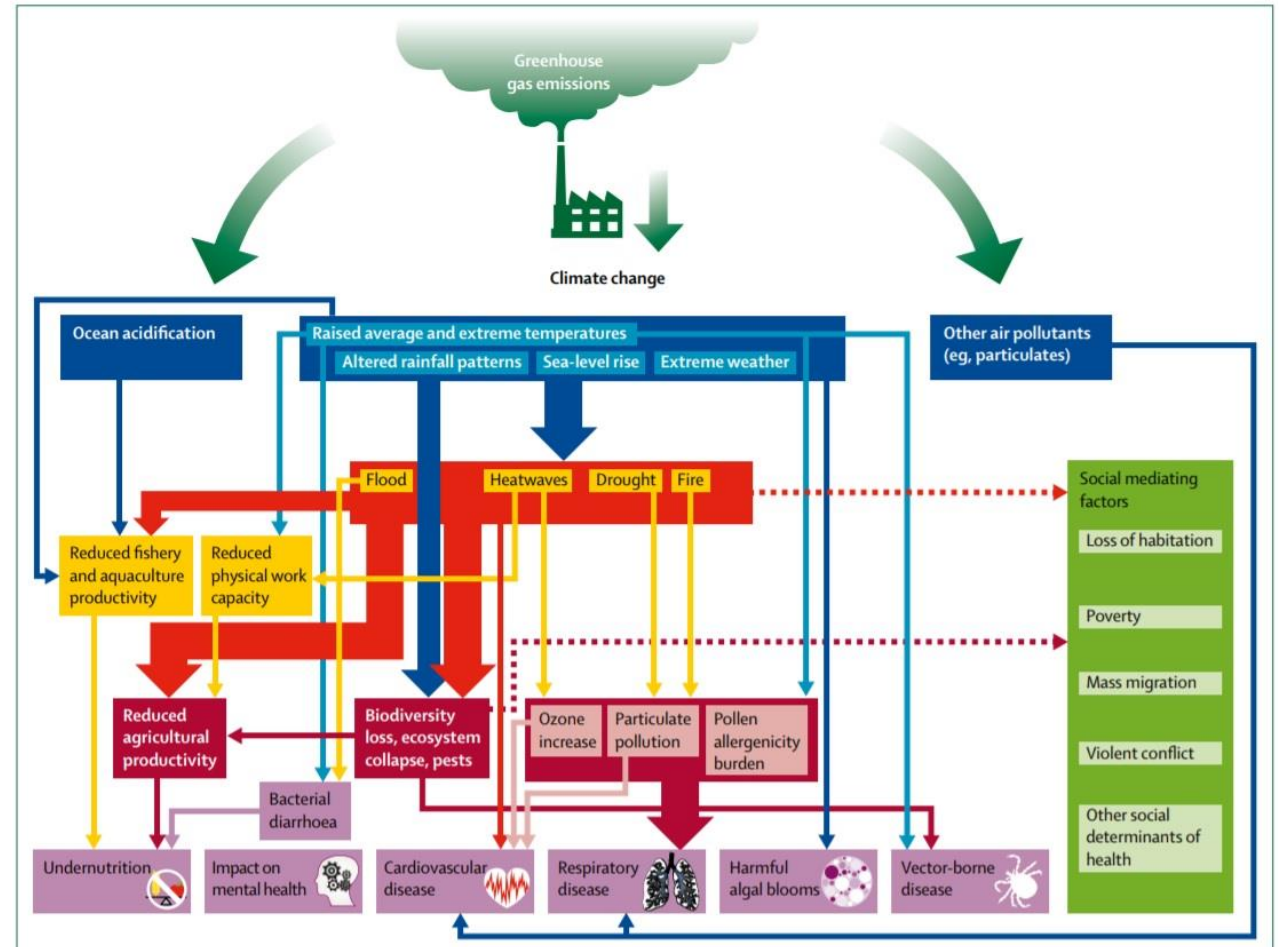 Greenhouse
gas emissions
Climate change
Ocean acidification
Raised average and extreme temperatures
Altered rainfall patterns
Sea-level rise
Extreme weather
Other air pollutants
(eg, particulates)
Flood
Heatwaves
Drought
Fire
Social mediating
factors
Loss of habitation
Poverty
Mass migration
Violent conflict
Other social
determinants of
health
Reduced fishery
and aquaculture
productivity
Reduced
physical work
capacity
Reduced
agricultural
productivity
Biodiversity
loss, ecosystem
collapse, pests
Ozone
increase
Particulate
pollution
Pollen
allergenicity
burden
Bacterial
diarrhoea
Undernutrition
Impact on
mental health
Cardiovascular
disease
Respiratory
disease
Harmful
algal blooms
Vector-borne
disease